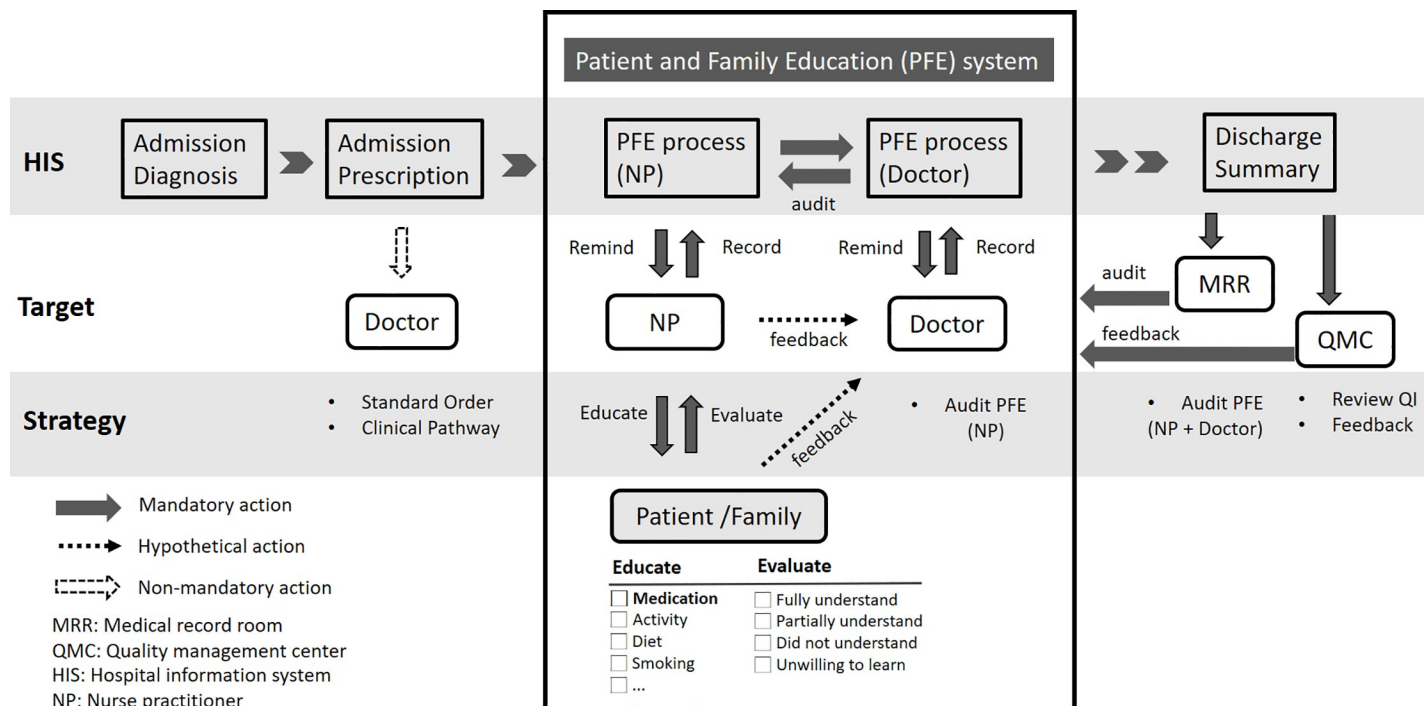 Patient and Family Education (PFE) system
HIS
Admission
Diagnosis
Admission
Prescription
PFE process
(NP)
audit
PFE process
(Doctor)
Discharge
Summary
Remind
Record
Remind
Record
Target
Doctor
NP
feedback
Doctor
audit
MRR
feedback
QMC
Strategy
• Standard Order
• Clinical Pathway
Educate
Evaluate
feedback
• Audit PFE
(NP)
• Audit PFE
(NP + Doctor)
• Review QI
• Feedback
Mandatory action
Hypothetical action
Non-mandatory action
MRR: Medical record room
QMC: Quality management center
HIS: Hospital information system
NP: Nurse practitioner
Patient /Family
Educate
Medication
Activity
Diet
Smoking
...
Evaluate
Fully understand
Partially understand
Did not understand
Unwilling to learn